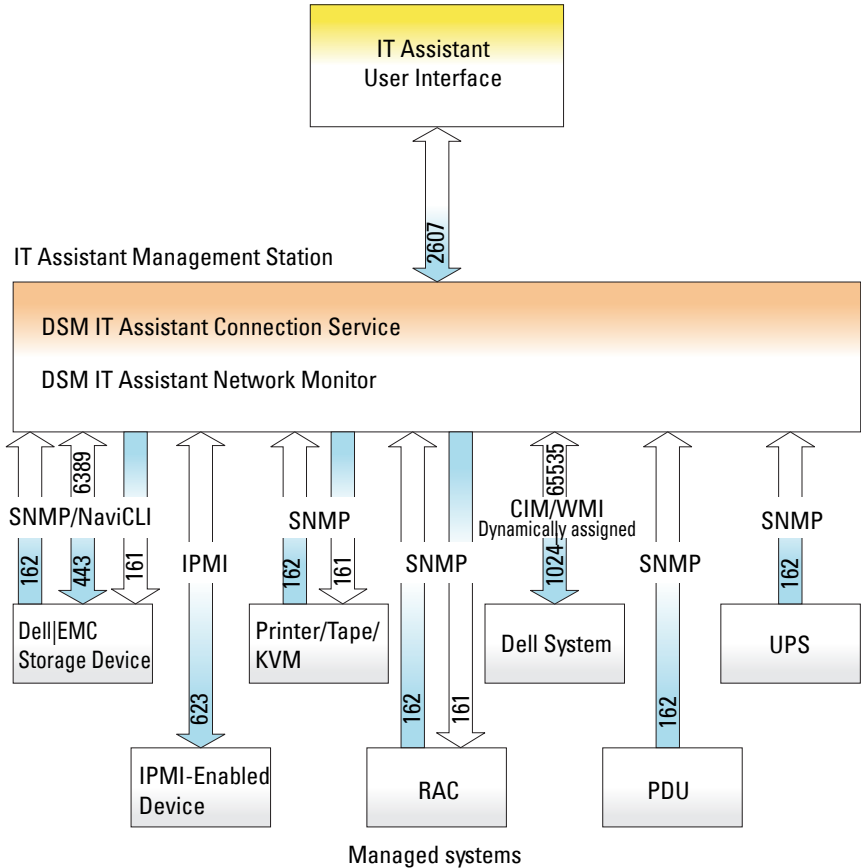 IT Assistant
User Interface
2607
IT Assistant Management Station
DSM IT Assistant Connection Service
DSM IT Assistant Network Monitor
6389
65535
SNMP/NaviCLI
IPMI
SNMP
SNMP
CIM/WMI
Dynamically assigned
SNMP
SNMP
162
443
161
162
161
1024
162
Dell|EMC
Storage Device
Printer/Tape/
KVM
Dell System
UPS
623
162
161
162
IPMI-Enabled
Device
RAC
PDU
Managed systems